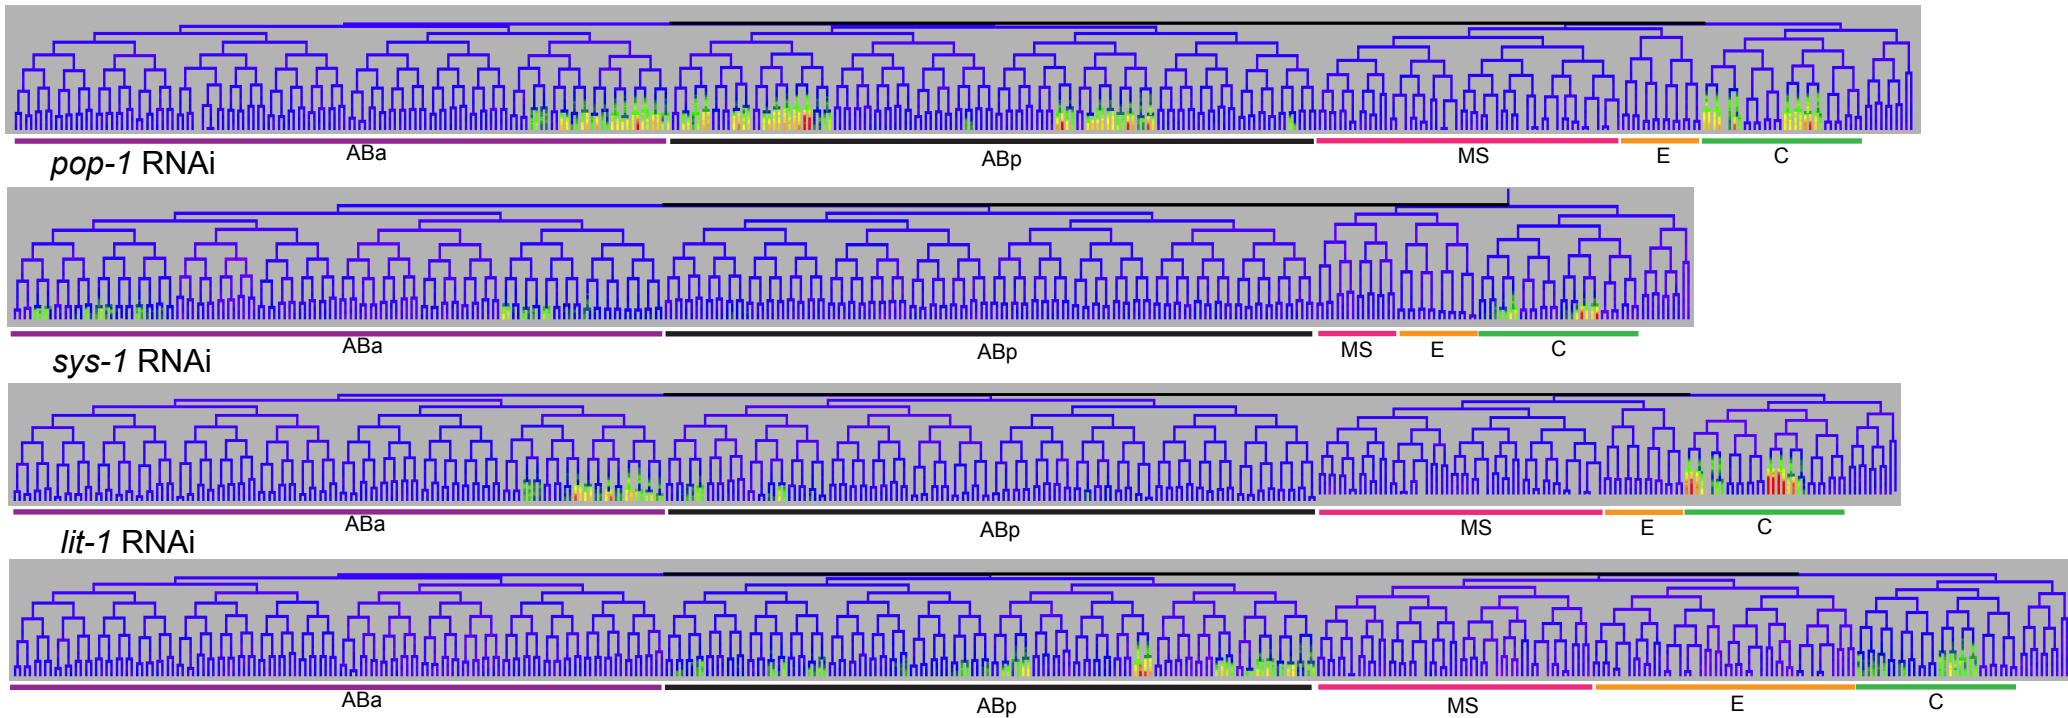 ABa ABp MS E C
pop-1 RNAi
ABa ABp MS E C
sys-1 RNAi
ABa ABp MS E C
lit-1 RNAi
ABa ABp MS E C